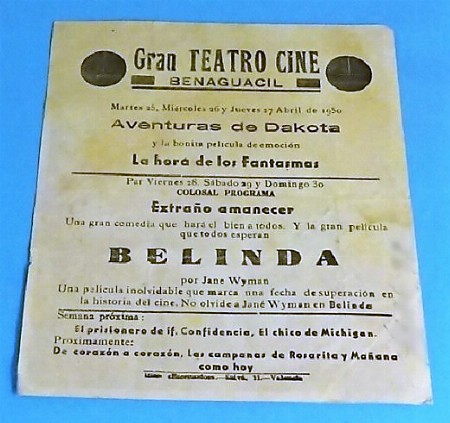 Gran TEATRO CINE
BENAGUACIL
Martes 25, Miércoles 26 y Jueves 27 Abril de 1950
Aventuras de Dakota
y la bonita pelicula de emoción
La hora de los Fantasmas
Par Viernes 28, Sábado 29 y Domingo 30
COLOSAL PROGRAMA
Extraño amanecer
Una gran comedia que hará el bien a todos. Y la gran película
que todos esperan
BELINDA
por Jane Wyman
Una película inolvidable que marca una fecha de superación en
la historia del cine. No olvide a Jane Wyman en Belinda
Semana próxima :
El prisionero de if, Confidencia, El chico de Michigan.
Proximamente:
De corazón a corazón, Las campanas de Rosarita y Mañana
como hoy
11.—Valencia